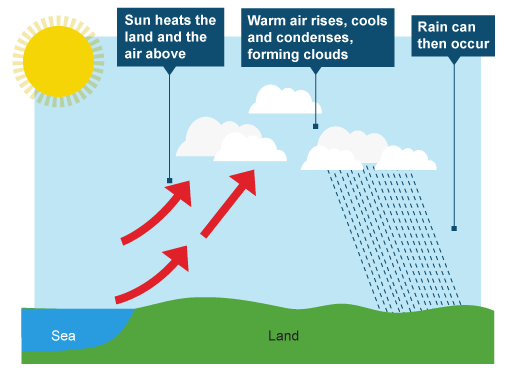 Sun heats the
land and the
air above
Warm air rises, cools
and condenses,
forming clouds
Rain can
then occur
Sea
Land